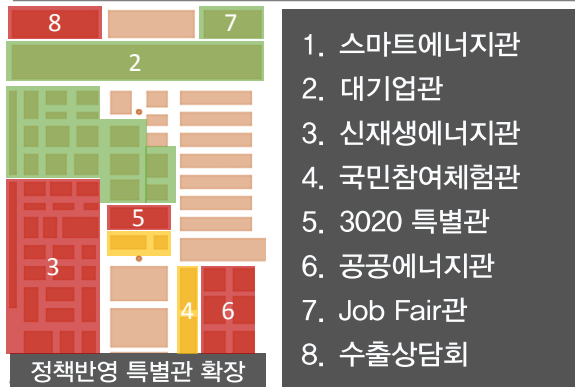 8
7
2
5
3
4
6
정책반영 특별관 확장
1. 스마트에너지관
2. 대기업관
3. 신재생에너지관
4. 국민참여체험관
5. 3020 특별관
6. 공공에너지관
7. Job Fair관
8. 수출상담회